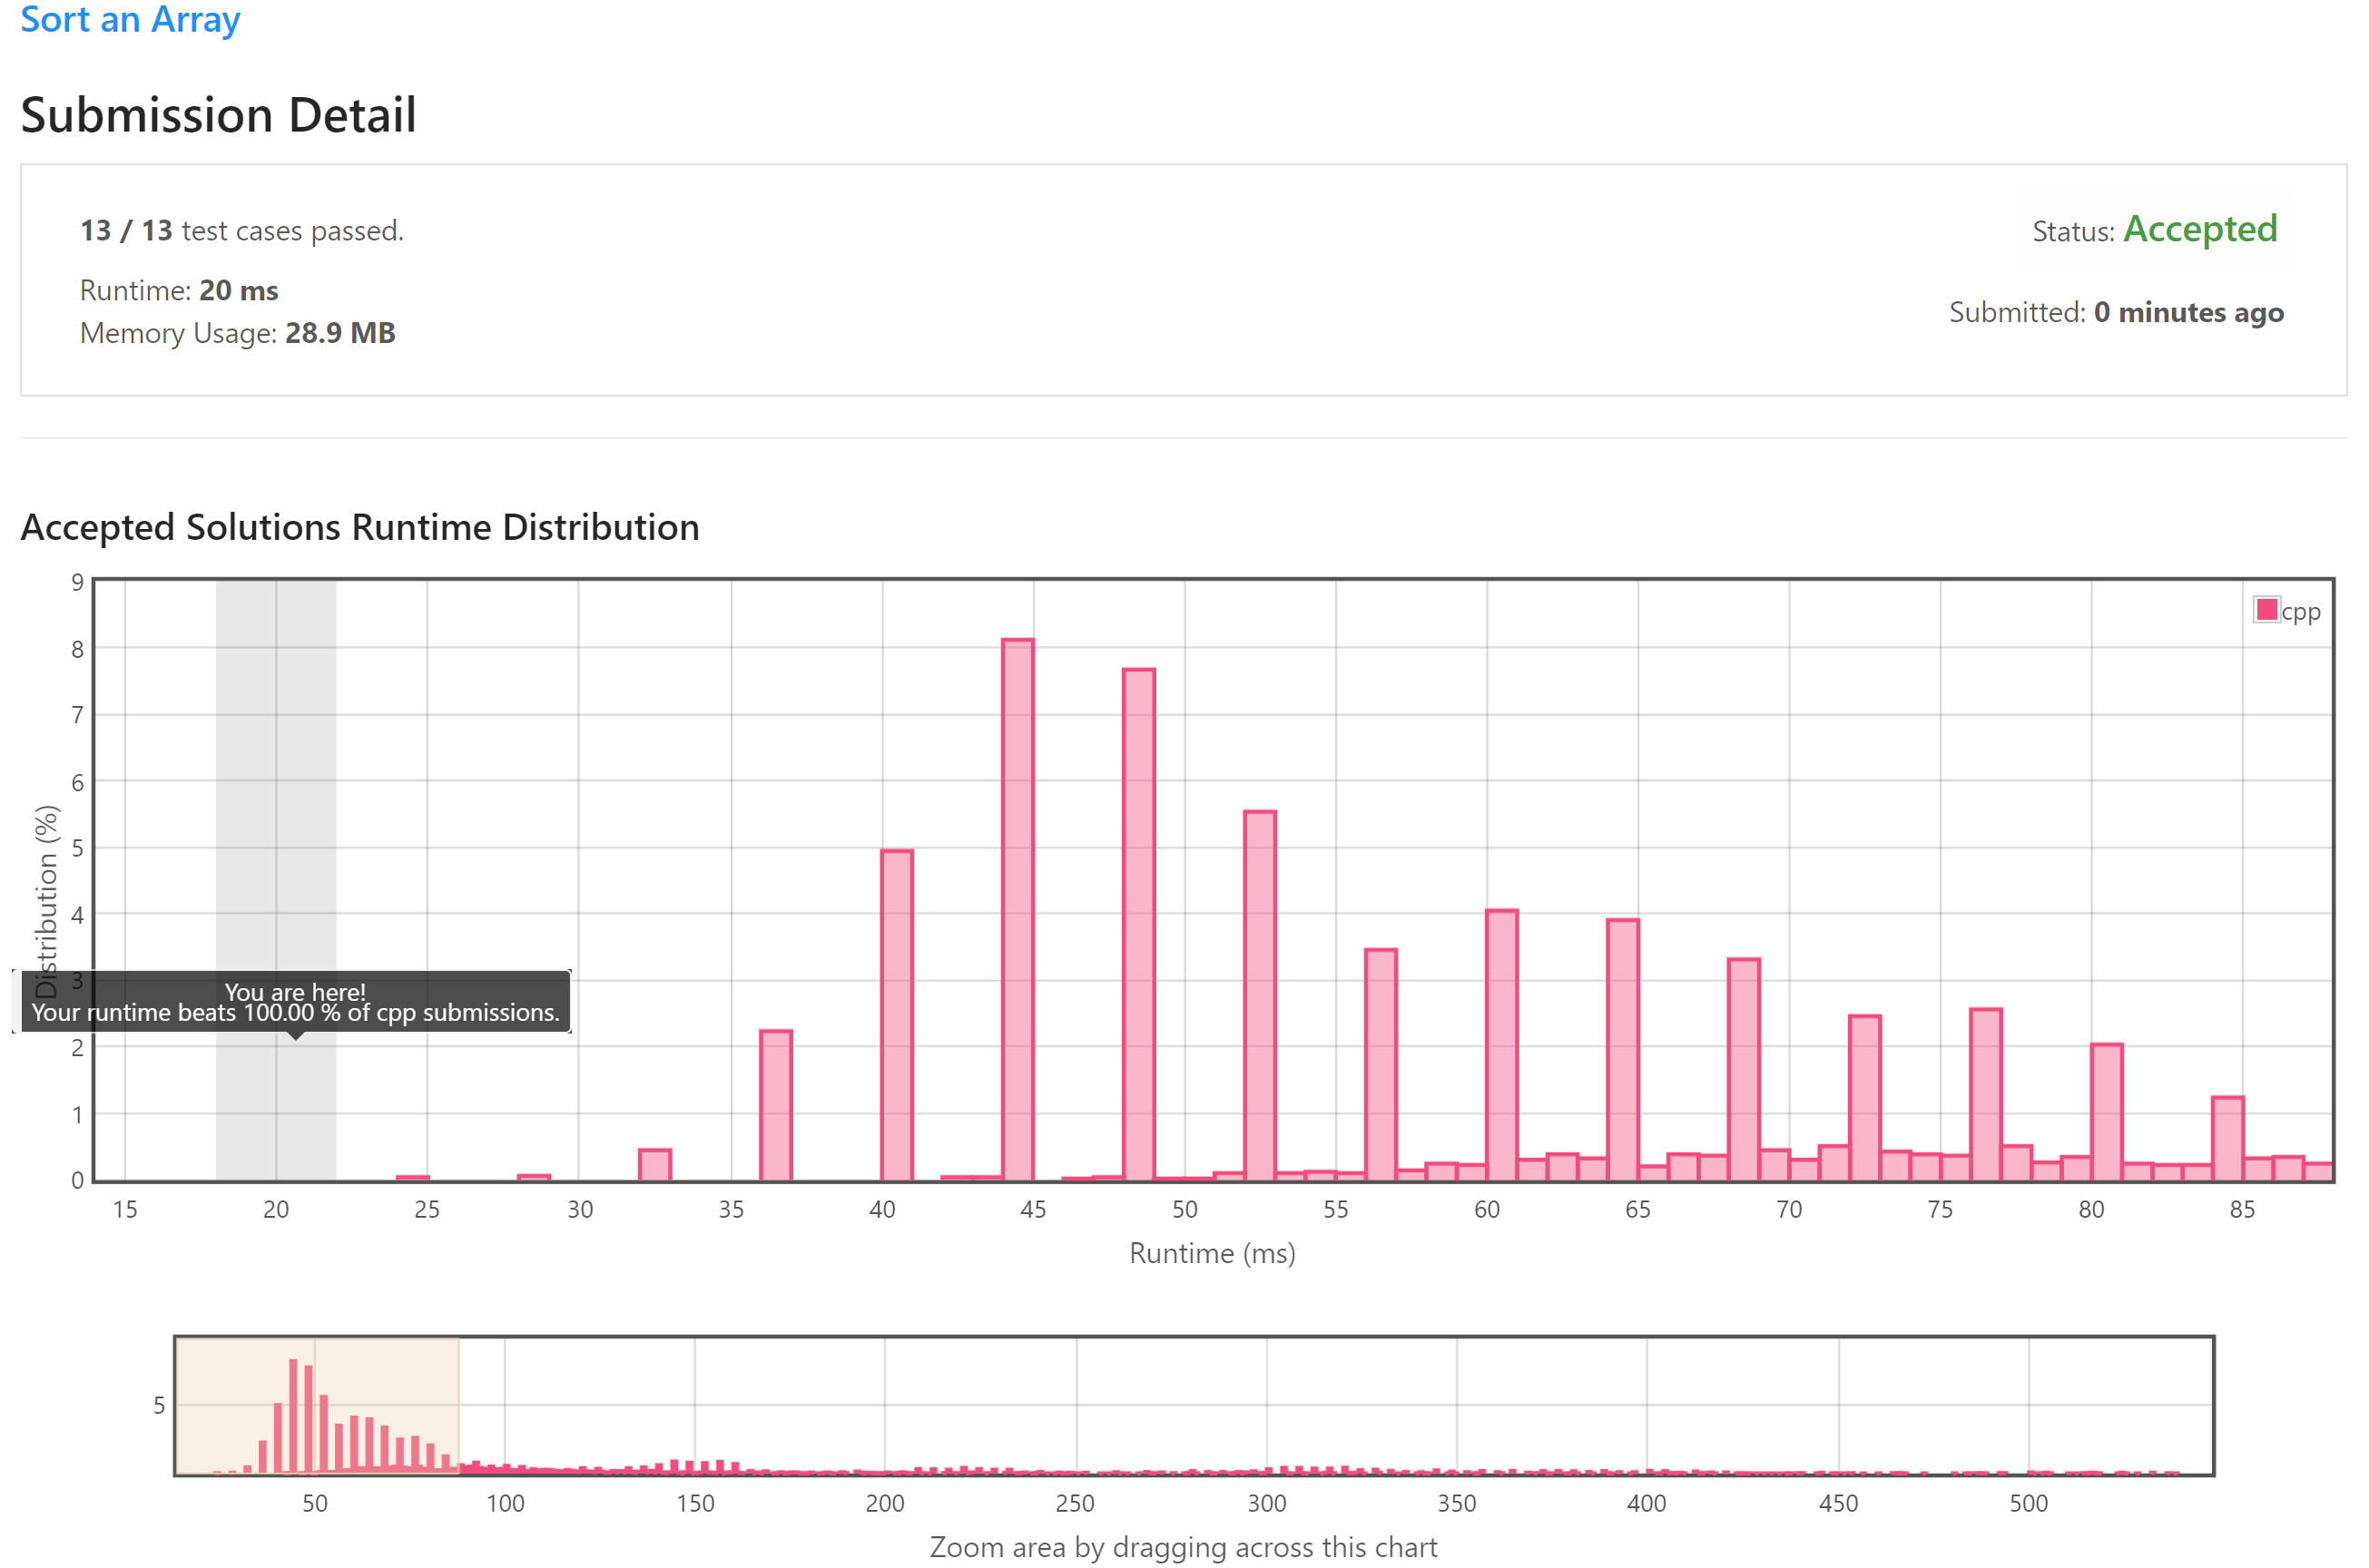 Sort an Array
Submission Detail
13 / 13 test cases passed.
Status: Accepted
Runtime: 20 ms
Memory Usage: 28.9 MB
Submitted: 0 minutes ago
Accepted Solutions Runtime Distribution
9
8
7
6
5
4
3
2
1
0
Distribution (%)
cpp
You are here!
Your runtime beats 100.00 % of cpp submissions.
15 20 25 30 35 40 45 50 55 60 65 70 75 80 85
Runtime (ms)
5
50 100 150 200 250 300 350 400 450 500
Zoom area by dragging across this chart